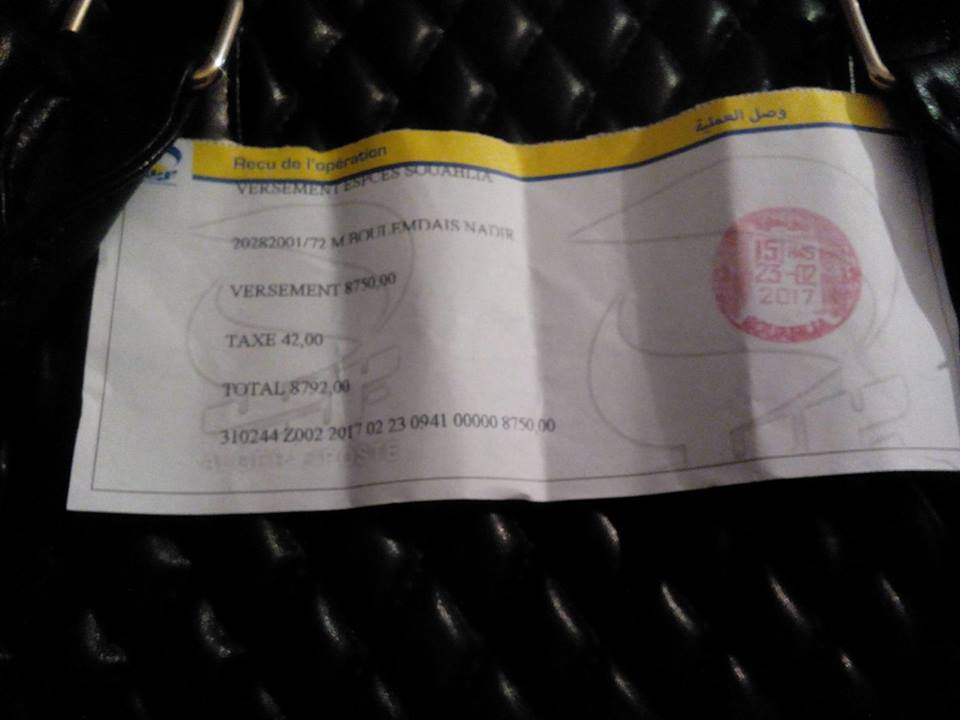 وصل العملية
Recu de l'opération
VERSEMENT ESPCES SOUAHLIA
20282001/72 M BOULEMDAIS NADIR
VERSEMENT 8750,00
TAXE 42,00
TOTAL 8792,00
310244 Z002 2017 02 23 0941 00000 8750,00
15
23-02
2017